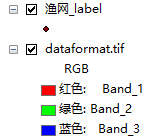 渔网_label
dataformat.tif
RGB
红色: Band_1
绿色: Band_2
蓝色: Band_3